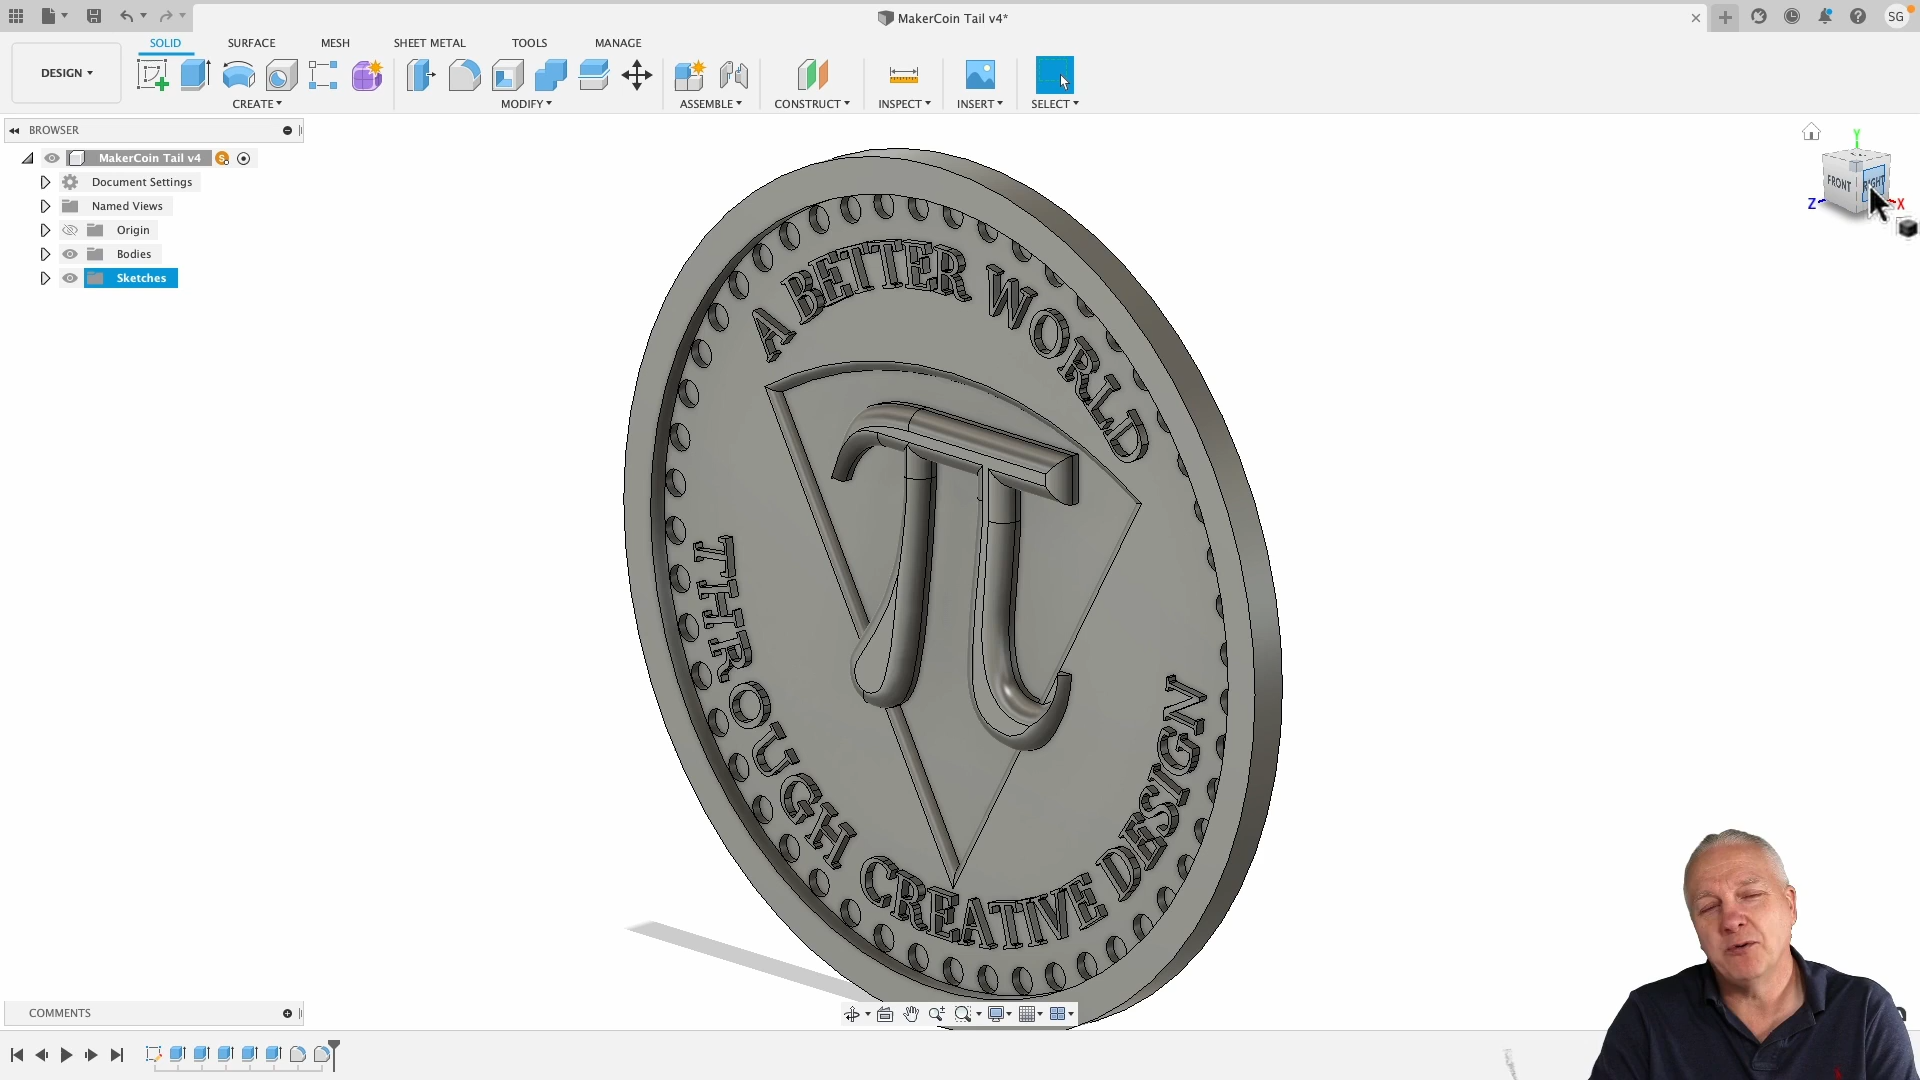 MakerCoin Tail v4*
SG
SOLID
SURFACE
MESH
SHEET METAL
TOOLS
MANAGE
DESIGN
CREATE
MODIFY
ASSEMBLE
CONSTRUCT
INSPECT
INSERT
SELECT
BROWSER
MakerCoin Tail v4
S
Document Settings
Named Views
Origin
Bodies
Sketches
Y
FRONT
RIGHT
Z
X
A BETTER WORLD
π
THROUGH CREATIVE DESIGN
COMMENTS